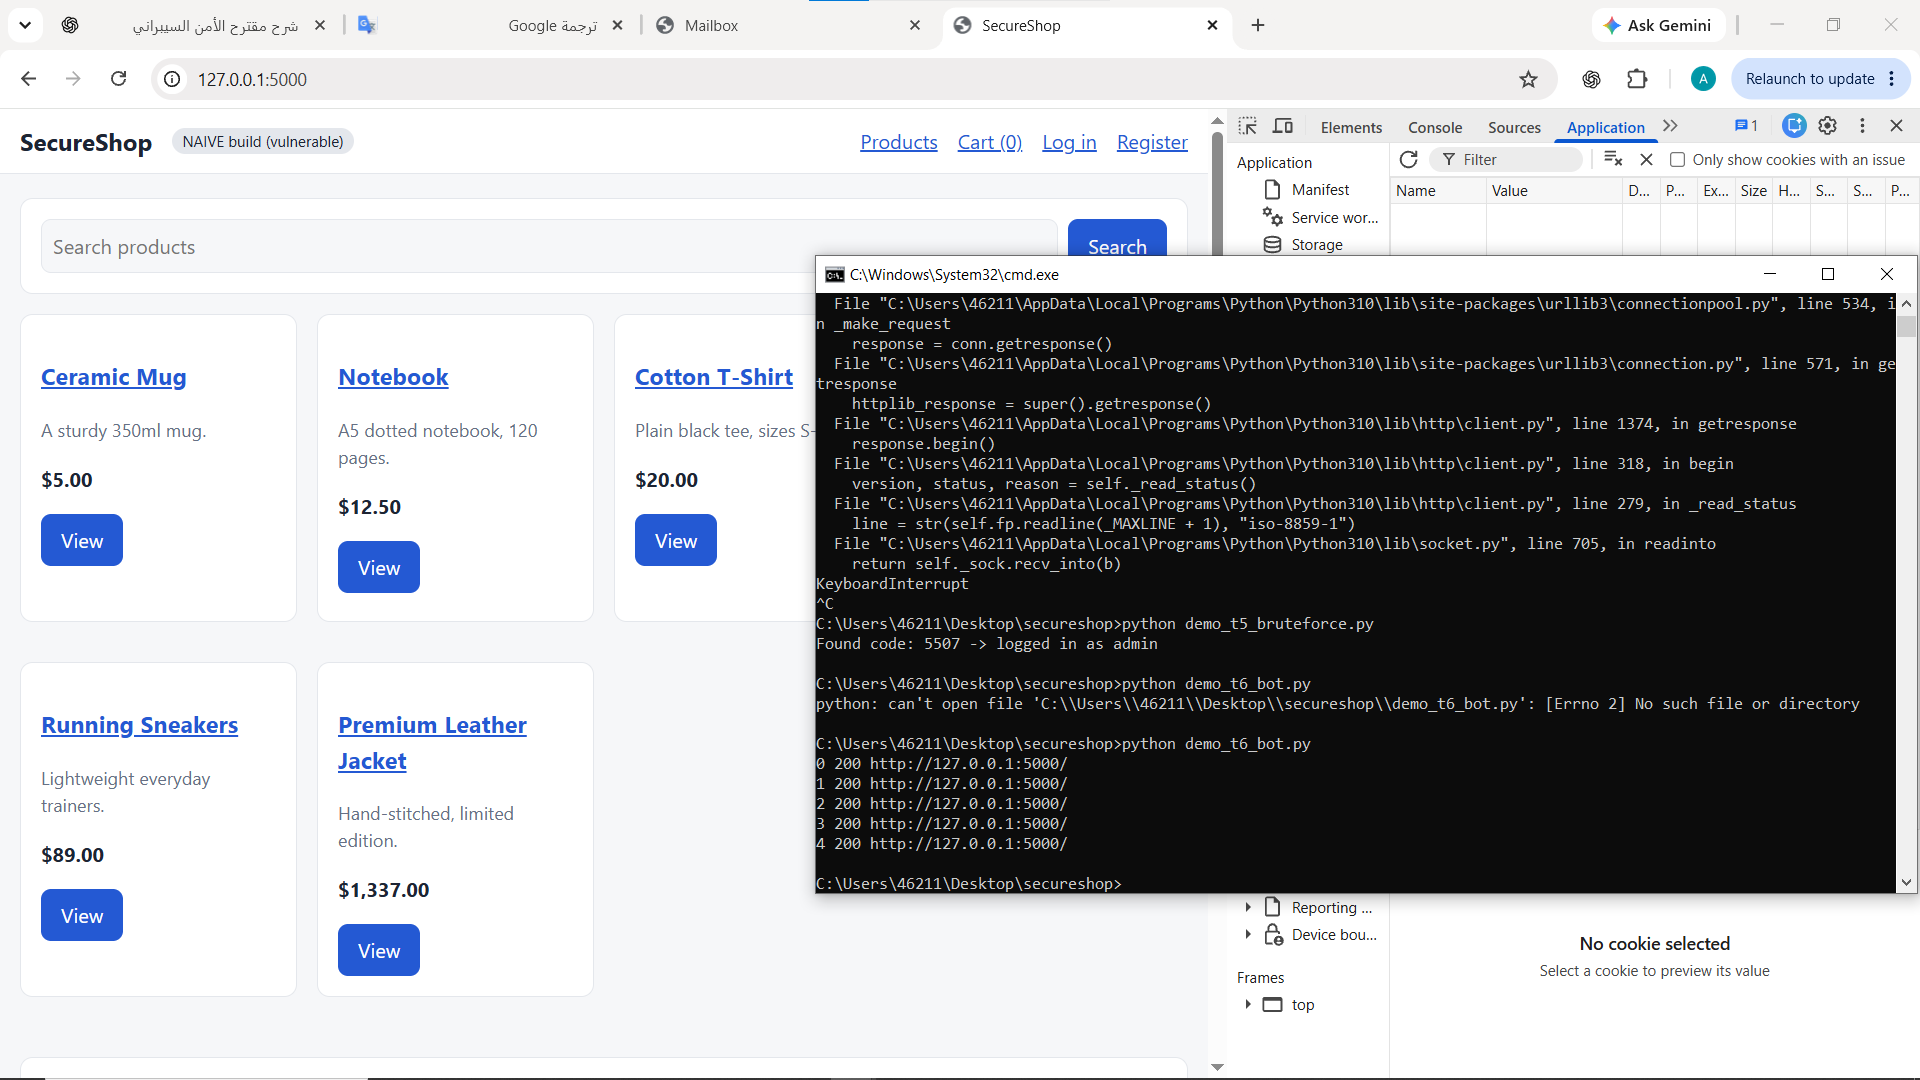 شرح مقترح الأمن السيبراني
ترجمة Google
Mailbox
SecureShop
Ask Gemini
127.0.0.1:5000
A
Relaunch to update
SecureShop
NAIVE build (vulnerable)
Products
Cart (0)
Log in
Register
Search products
Search
Ceramic Mug
A sturdy 350ml mug.
$5.00
View
Notebook
A5 dotted notebook, 120
pages.
$12.50
View
Cotton T-Shirt
Plain black tee, sizes S-
$20.00
View
Running Sneakers
Lightweight everyday
trainers.
$89.00
View
Premium Leather
Jacket
Hand-stitched, limited
edition.
$1,337.00
View
Elements
Console
Sources
Application
1
Application
Manifest
Service wor...
Storage
Filter
Only show cookies with an issue
Name
Value
D...
P...
Ex...
Size
H...
S...
S...
P...
C:\Windows\System32\cmd.exe
File "C:\Users\46211\AppData\Local\Programs\Python\Python310\lib\site-packages\urllib3\connectionpool.py", line 534, i
n _make_request
response = conn.getresponse()
File "C:\Users\46211\AppData\Local\Programs\Python\Python310\lib\site-packages\urllib3\connection.py", line 571, in ge
tresponse
httplib_response = super().getresponse()
File "C:\Users\46211\AppData\Local\Programs\Python\Python310\lib\http\client.py", line 1374, in getresponse
response.begin()
File "C:\Users\46211\AppData\Local\Programs\Python\Python310\lib\http\client.py", line 318, in begin
version, status, reason = self._read_status()
File "C:\Users\46211\AppData\Local\Programs\Python\Python310\lib\http\client.py", line 279, in _read_status
line = str(self.fp.readline(_MAXLINE + 1), "iso-8859-1")
File "C:\Users\46211\AppData\Local\Programs\Python\Python310\lib\socket.py", line 705, in readinto
return self._sock.recv_into(b)
KeyboardInterrupt
^C
C:\Users\46211\Desktop\secureshop>python demo_t5_bruteforce.py
Found code: 5507 -> logged in as admin
C:\Users\46211\Desktop\secureshop>python demo_t6_bot.py
python: can't open file 'C:\\Users\\46211\\Desktop\\secureshop\\demo_t6_bot.py': [Errno 2] No such file or directory
C:\Users\46211\Desktop\secureshop>python demo_t6_bot.py
0 200 http://127.0.0.1:5000/
1 200 http://127.0.0.1:5000/
2 200 http://127.0.0.1:5000/
3 200 http://127.0.0.1:5000/
4 200 http://127.0.0.1:5000/
C:\Users\46211\Desktop\secureshop>
Reporting ...
Device bou...
Frames
top
No cookie selected
Select a cookie to preview its value